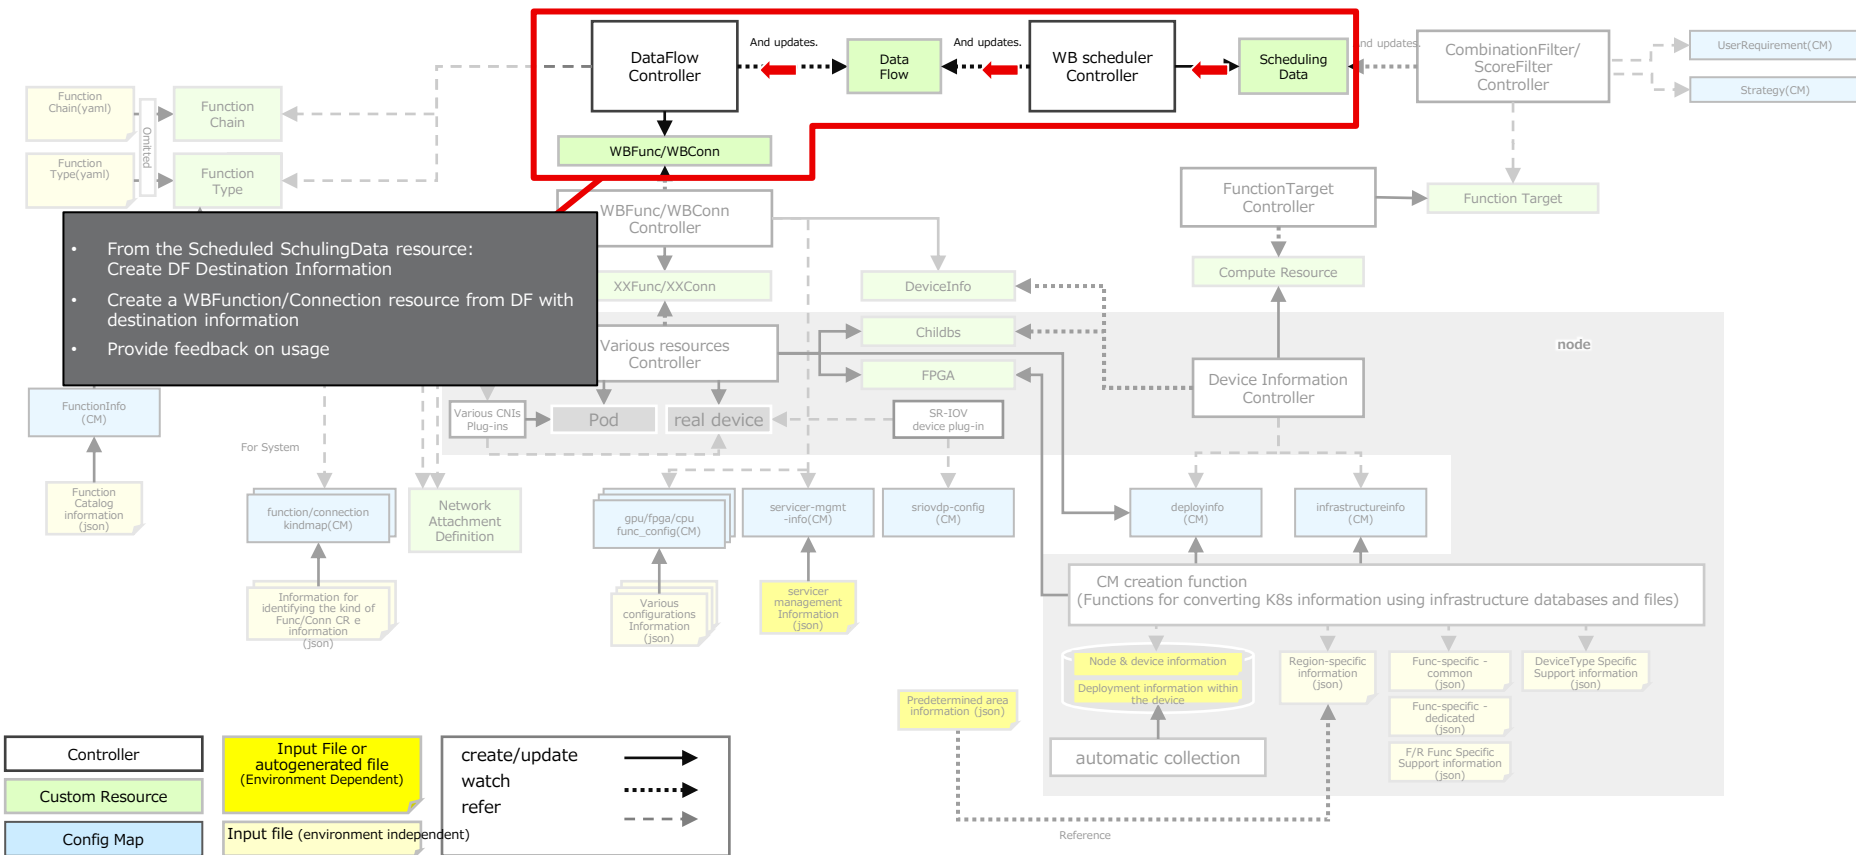 And updates.
And updates.
And updates.
DataFlow
Controller
Data
Flow
WB scheduler
Controller
Scheduling
Data
CombinationFilter/
ScoreFilter
Controller
UserRequirement(CM)
Strategy(CM)
Function
Chain(yaml)
Function
Chain
Omitted
Function
Type(yaml)
Function
Type
WBFunc/WBConn
FunctionTarget
Controller
Function Target
WBFunc/WBConn
Controller
• From the Scheduled SchulingData resource:
Create DF Destination Information
• Create a WBFunction/Connection resource from DF with
destination information
• Provide feedback on usage
XXFunc/XXConn
DeviceInfo
Compute Resource
Various resources
Controller
Childbs
FPGA
node
Device Information
Controller
FunctionInfo
(CM)
Various CNIs
Plug-ins
Pod
real device
SR-IOV
device plug-in
For System
Function
Catalog
information
(json)
function/connection
kindmap(CM)
Network
Attachment
Definition
gpu/fpga/cpu
func_config(CM)
servicer-mgmt
-info(CM)
sriovdp-config
(CM)
deployinfo
(CM)
infrastructureinfo
(CM)
Information for
identifying the kind of
Func/Conn CR e
information
(json)
Various
configurations
Information
(json)
servicer
management
Information
(json)
CM creation function
(Functions for converting K8s information using infrastructure databases and files)
Node & device information
Deployment information within
the device
Region-specific
information
(json)
Func-specific -
common
(json)
DeviceType Specific
Support information
(json)
Predetermined area
information (json)
Func-specific -
dedicated
(json)
automatic collection
F/R Func Specific
Support information
(json)
Reference
Controller
Custom Resource
Config Map
Input File or
autogenerated file
(Environment Dependent)
Input file (environment independent)
create/update
watch
refer